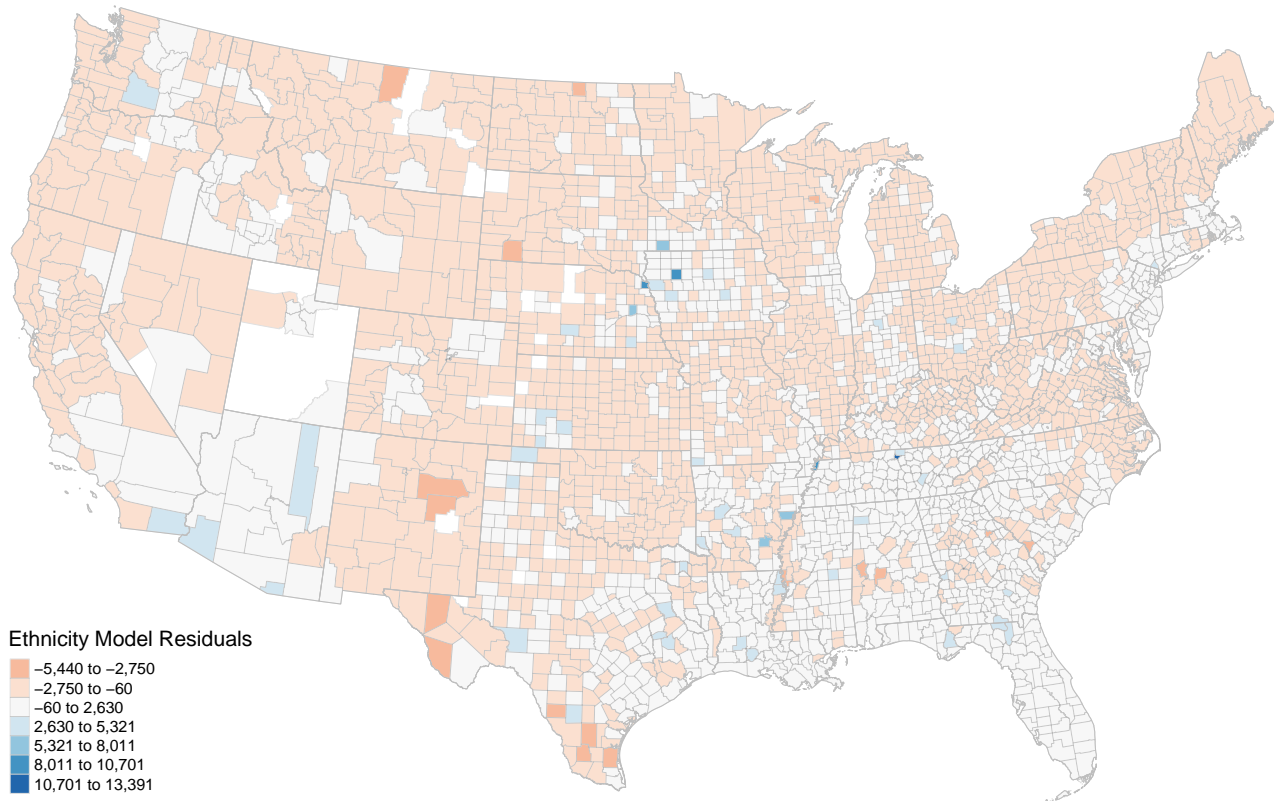 Ethnicity Model Residuals
−5,440 to −2,750
−2,750 to −60
−60 to 2,630
2,630 to 5,321
5,321 to 8,011
8,011 to 10,701
10,701 to 13,391